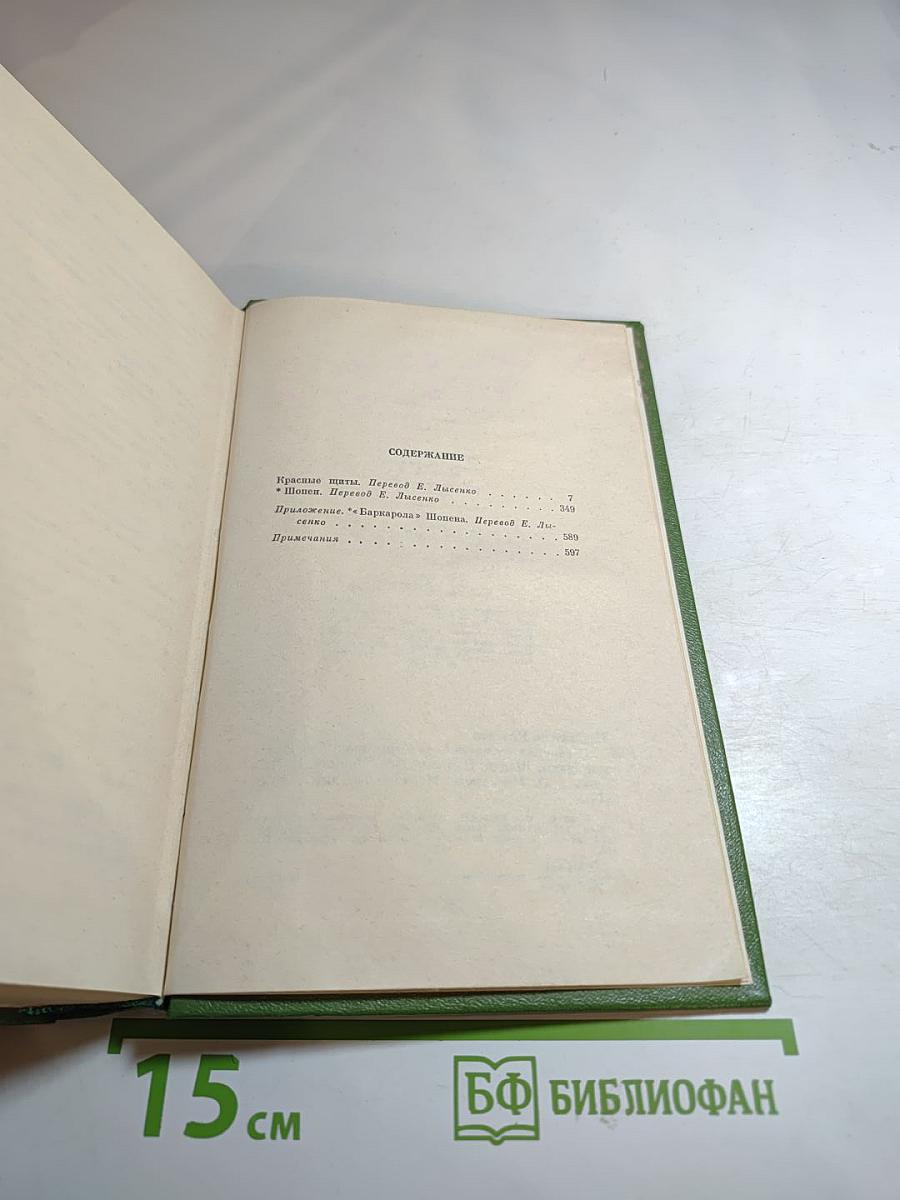 СОДЕРЖАНИЕ
Красные щиты. Перевод Е. Лысенко . . . . . . 7
* Шопен. Перевод Е. Лысенко . . . . . . . . . . 349
Приложение. *«Баркарола» Шопена. Перевод Е. Лы-
сенко . . . . . . . . . . . . . . . . . . . 589
Примечания . . . . . . . . . . . . . . . . . . 597
15 см
БФ БИБЛИОФАН